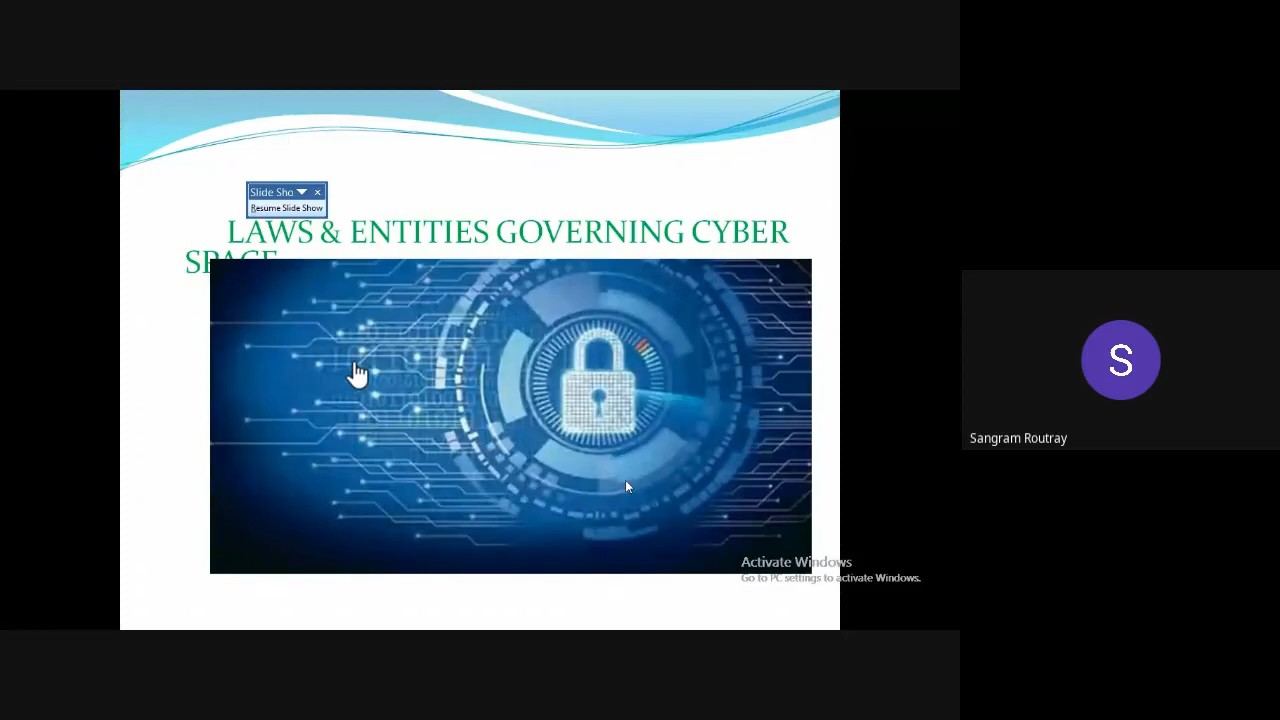 Slide Sho
Resume Slide Show
LAWS & ENTITIES GOVERNING CYBER
SPACE
S
Sangram Routray
Activate Windows
Go to PC settings to activate Windows.